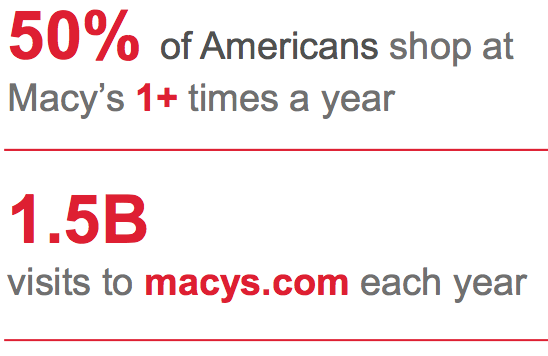 50% of Americans shop at
Macy’s 1+ times a year
1.5B
visits to macys.com each year